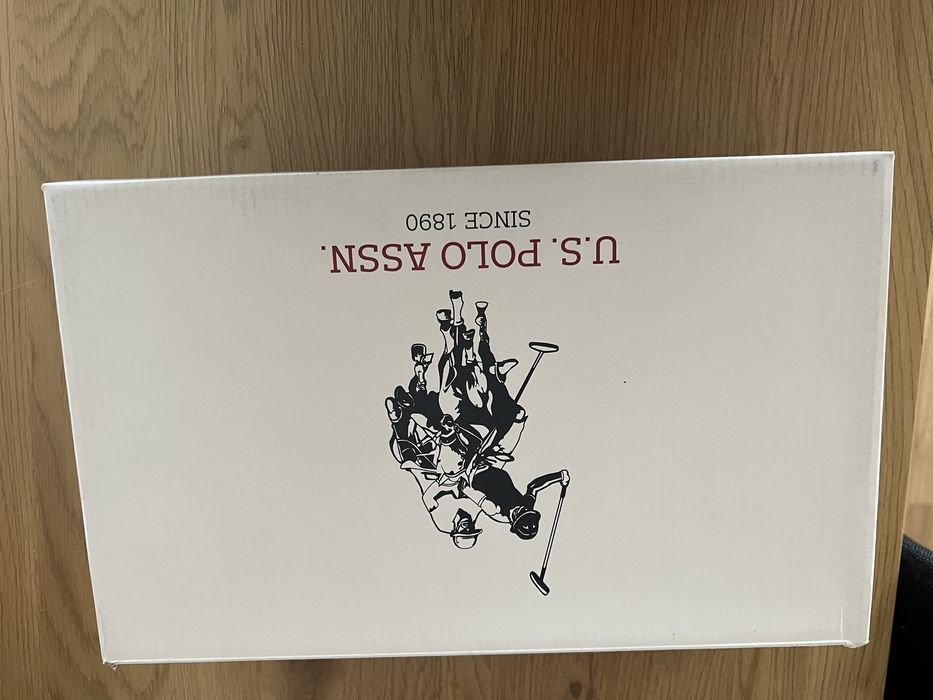 U.S. POLO ASSN.
SINCE 1890